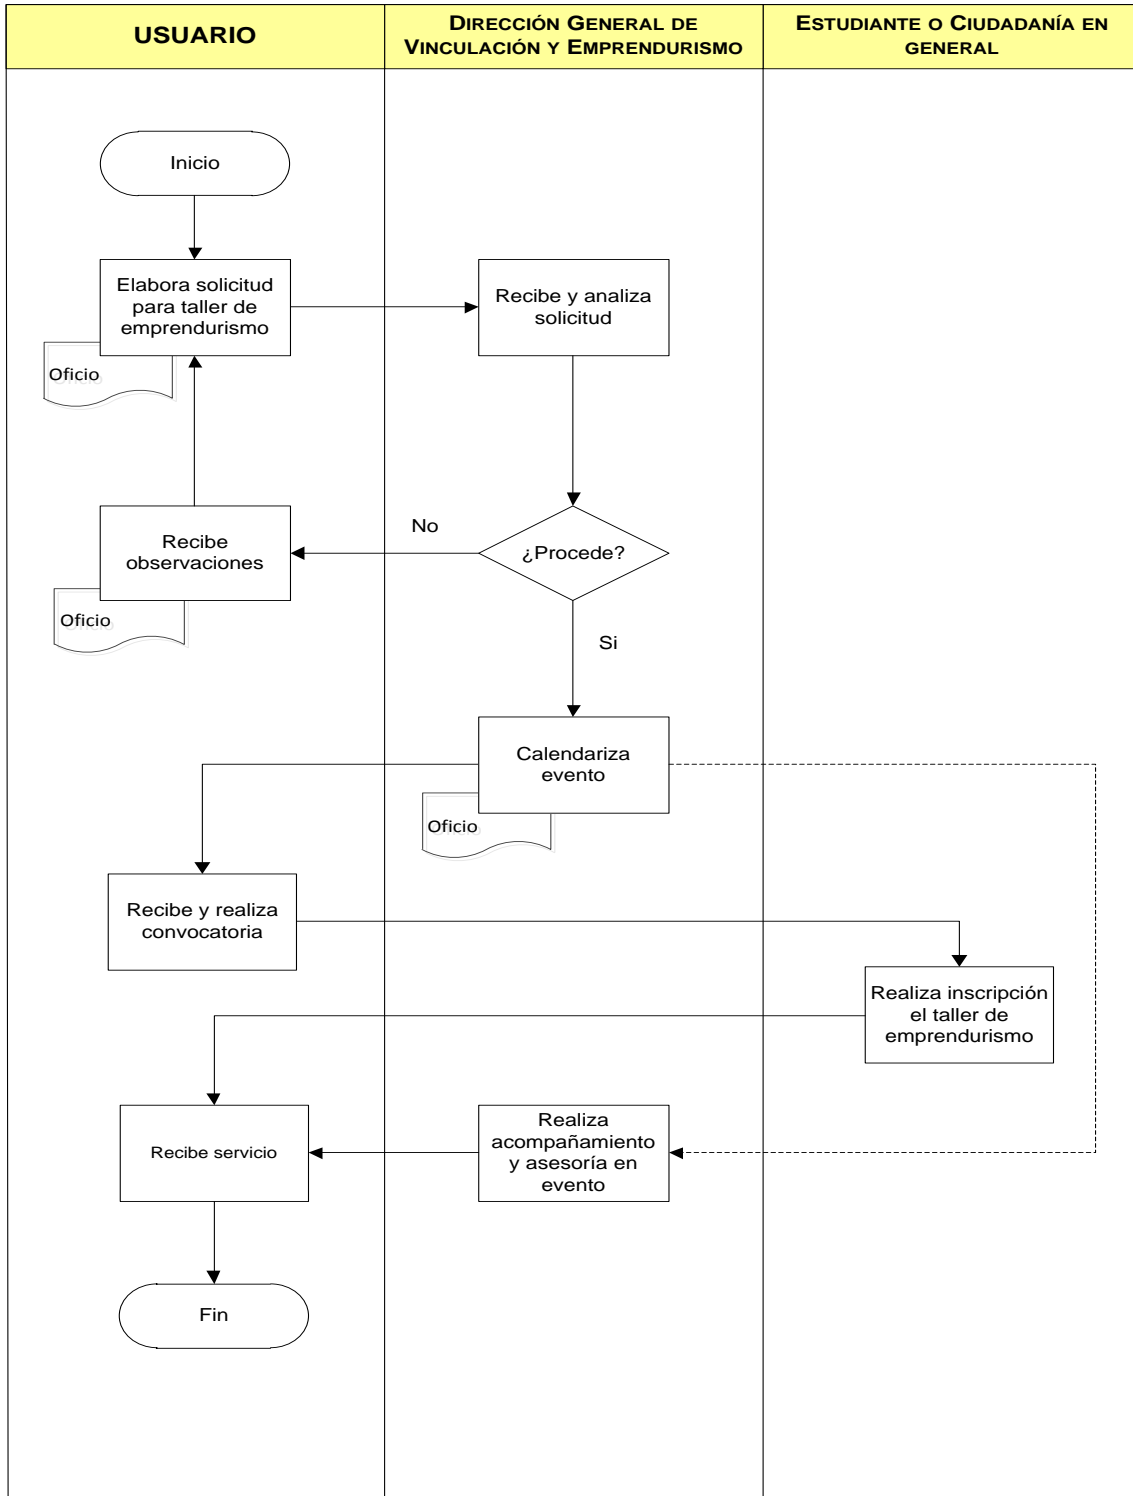 USUARIO
DIRECCIÓN GENERAL DE
VINCULACIÓN Y EMPRENDURISMO
ESTUDIANTE O CIUDADANÍA EN
GENERAL
Inicio
Elabora solicitud
para taller de
emprendurismo
Oficio
Recibe y analiza
solicitud
¿Procede?
No
Recibe
observaciones
Oficio
Si
Calendariza
evento
Oficio
Recibe y realiza
convocatoria
Realiza inscripción
el taller de
emprendurismo
Realiza
acompañamiento
y asesoría en
evento
Recibe servicio
Fin